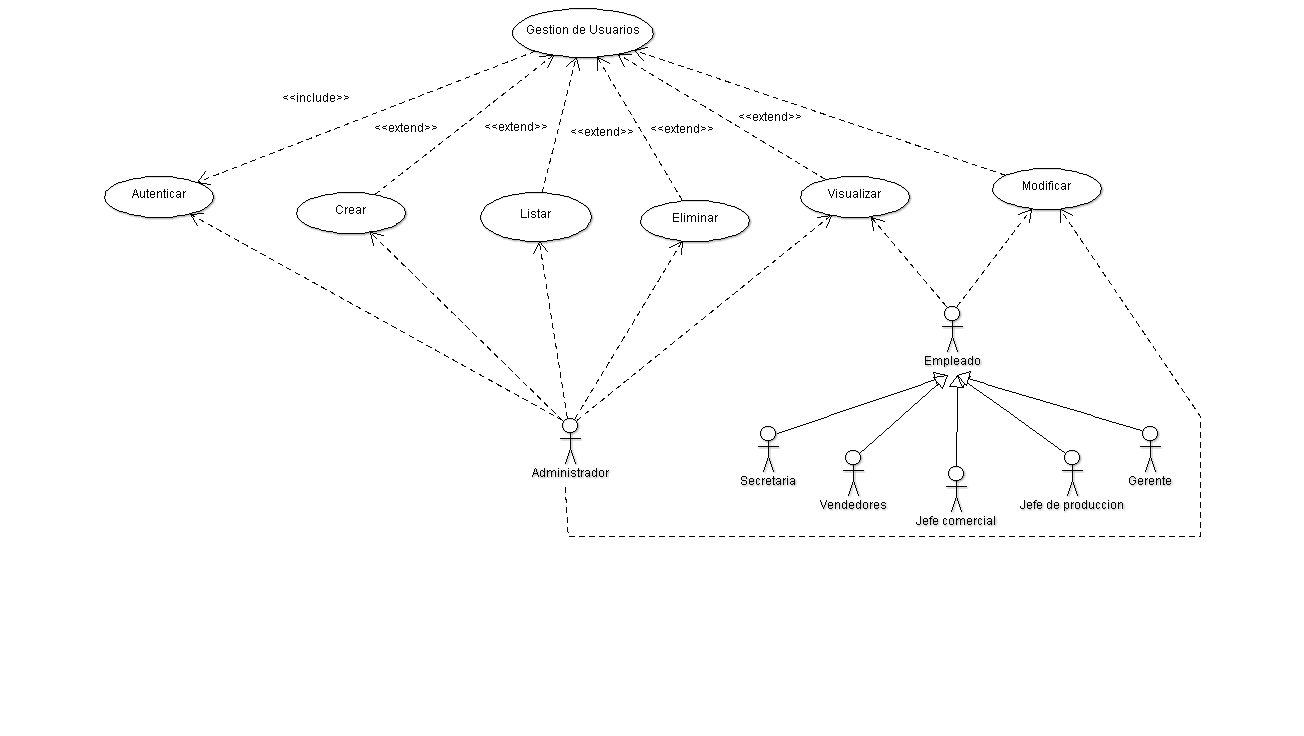 Gestion de Usuarios
<<include>>
<<extend>>
<<extend>>
<<extend>>
<<extend>>
<<extend>>
Autenticar
Crear
Listar
Eliminar
Visualizar
Modificar
Empleado
Administrador
Secretaria
Vendedores
Jefe comercial
Jefe de produccion
Gerente